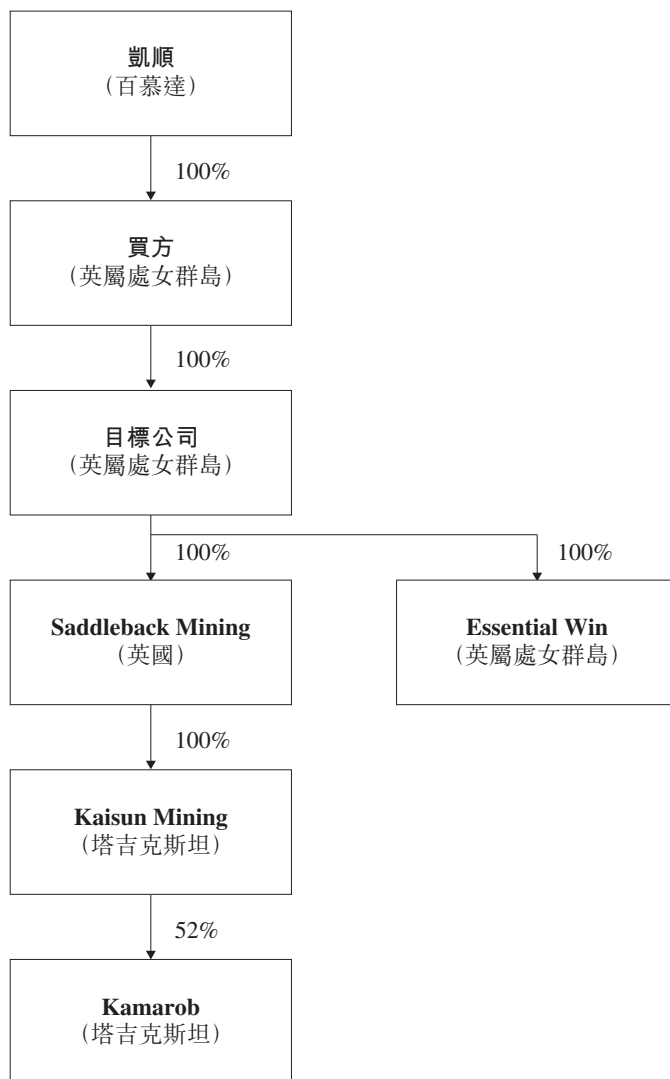 凱順
（百慕達）
100%
買方
（英屬處女群島）
100%
目標公司
（英屬處女群島）
100%
100%
Saddleback Mining
（英國）
Essential Win
（英屬處女群島）
100%
Kaisun Mining
（塔吉克斯坦）
52%
Kamarob
（塔吉克斯坦）